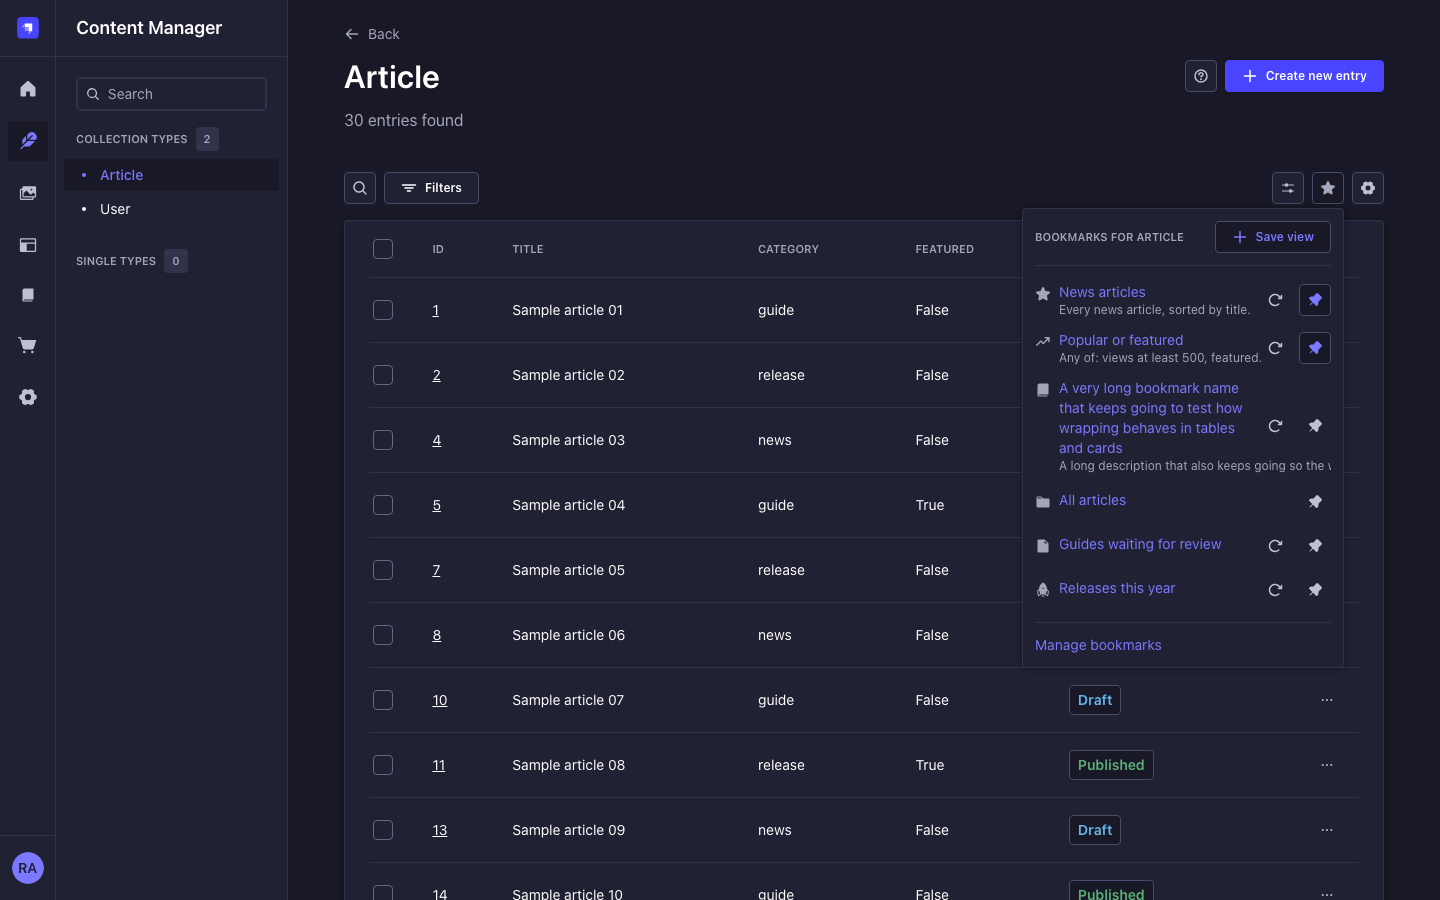 Content Manager
Search
COLLECTION TYPES 2
Article
User
SINGLE TYPES 0
RA
Back
Article
30 entries found
Create new entry
Filters
ID TITLE CATEGORY FEATURED
1 Sample article 01 guide False
2 Sample article 02 release False
4 Sample article 03 news False
5 Sample article 04 guide True
7 Sample article 05 release False
8 Sample article 06 news False
10 Sample article 07 guide False Draft
11 Sample article 08 release True Published
13 Sample article 09 news False Draft
14 Sample article 10 guide False Published
BOOKMARKS FOR ARTICLE
Save view
News articles
Every news article, sorted by title.
Popular or featured
Any of: views at least 500, featured.
A very long bookmark name
that keeps going to test how
wrapping behaves in tables
and cards
A long description that also keeps going so the
All articles
Guides waiting for review
Releases this year
Manage bookmarks